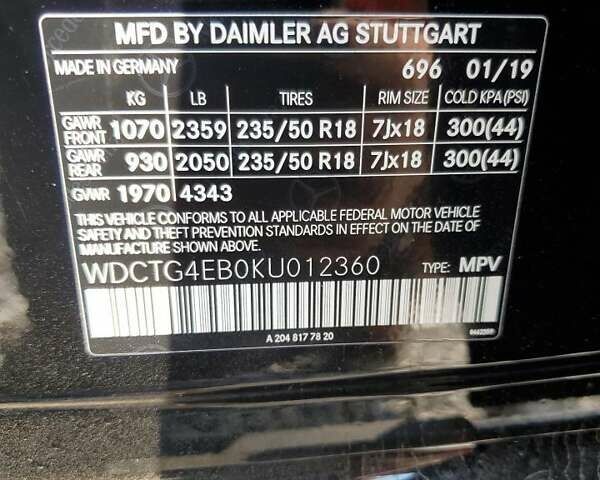 MFD BY DAIMLER AG STUTTGART
MADE IN GERMANY 696 01/19
KG LB TIRES RIM SIZE COLD KPA(PSI)
GAWR FRONT 1070 2359 235/50 R18 7Jx18 300(44)
GAWR REAR 930 2050 235/50 R18 7Jx18 300(44)
GVWR 1970 4343
THIS VEHICLE CONFORMS TO ALL APPLICABLE FEDERAL MOTOR VEHICLE
SAFETY AND THEFT PREVENTION STANDARDS IN EFFECT ON THE DATE OF
MANUFACTURE SHOWN ABOVE.
WDCTG4EB0KU012360 TYPE: MPV
A 204 817 78 20